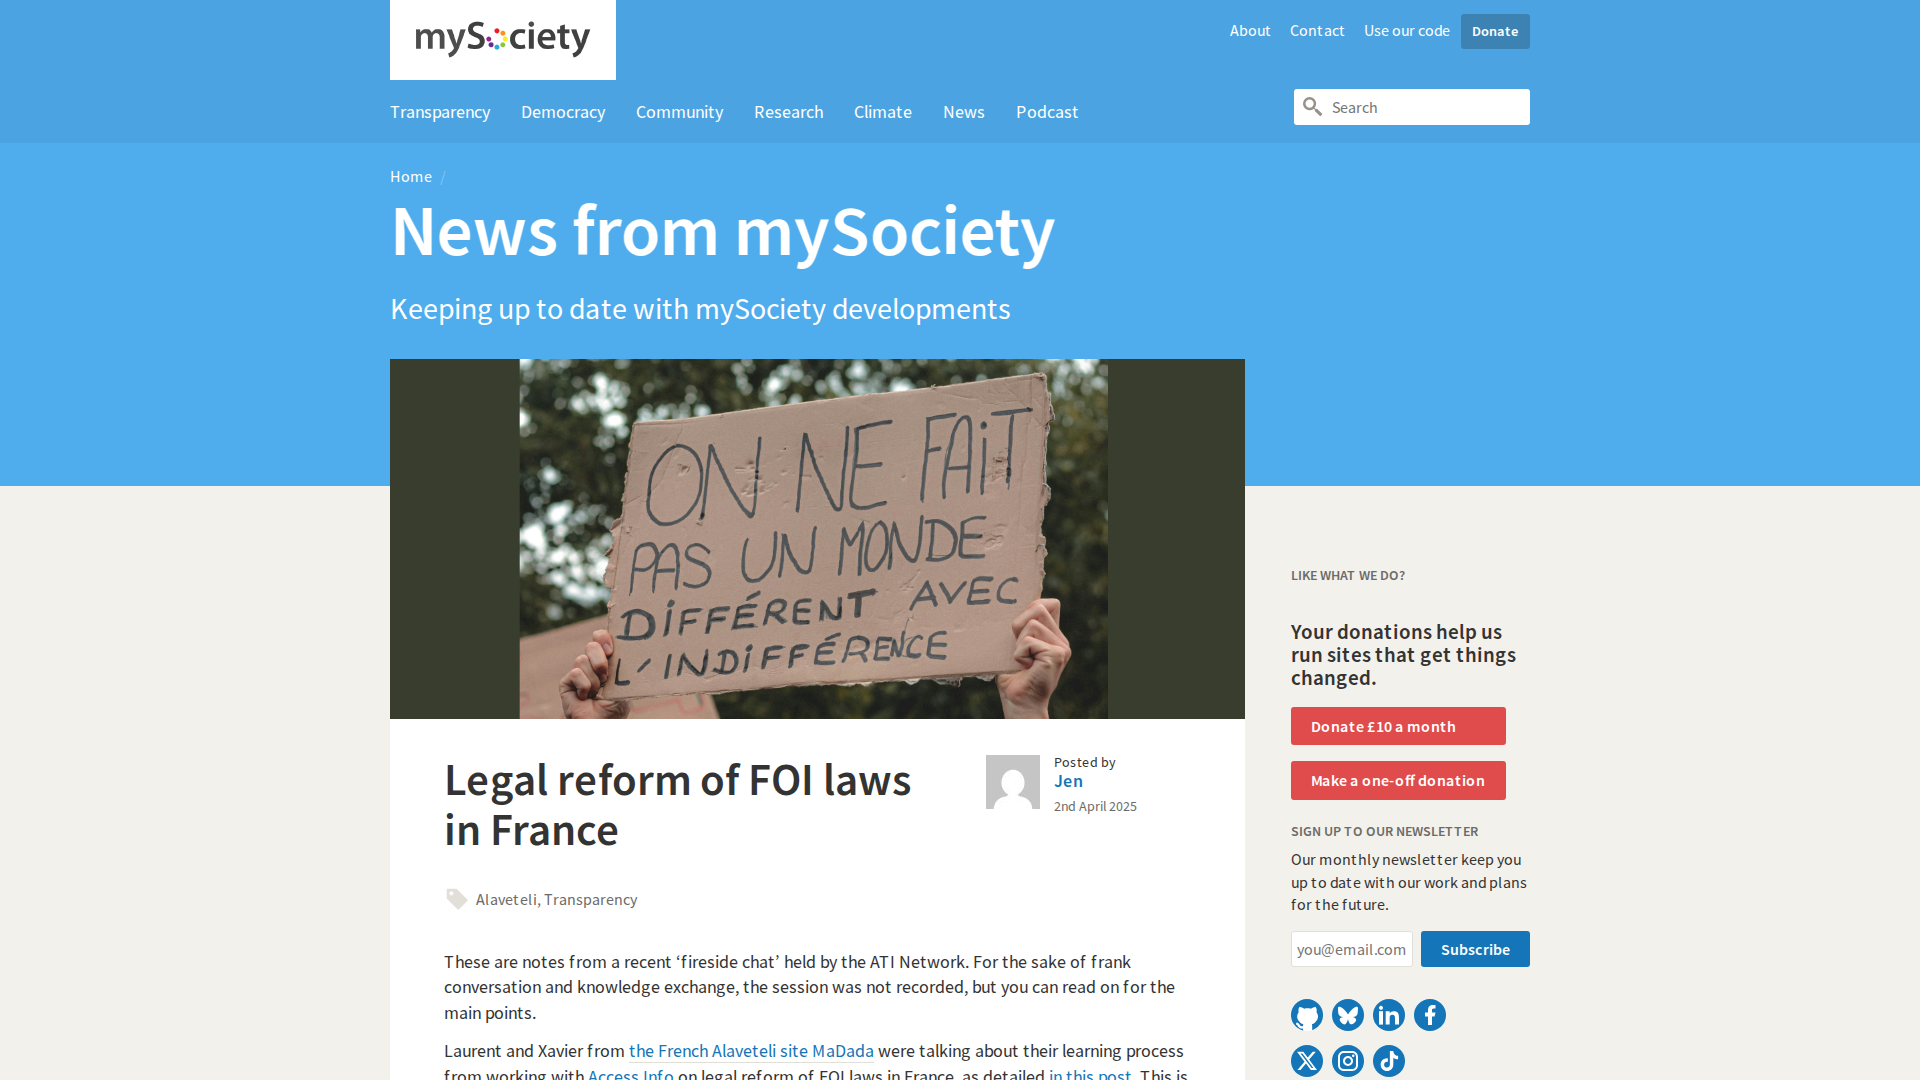 mySociety
About
Contact
Use our code
Donate
Transparency
Democracy
Community
Research
Climate
News
Podcast
Search
Home /
News from mySociety
Keeping up to date with mySociety developments
ON NE FAIT
PAS UN MONDE
DIFFÉRENT AVEC
L'INDIFFÉRENCE
Legal reform of FOI laws
in France
Posted by
Jen
2nd April 2025
Alaveteli, Transparency
These are notes from a recent ‘fireside chat’ held by the ATI Network. For the sake of frank
conversation and knowledge exchange, the session was not recorded, but you can read on for the
main points.
Laurent and Xavier from the French Alaveteli site MaDada were talking about their learning process
from working with Access Info on legal reform of FOI laws in France, as detailed in this post. This is
LIKE WHAT WE DO?
Your donations help us
run sites that get things
changed.
Donate £10 a month
Make a one-off donation
SIGN UP TO OUR NEWSLETTER
Our monthly newsletter keep you
up to date with our work and plans
for the future.
you@email.com
Subscribe